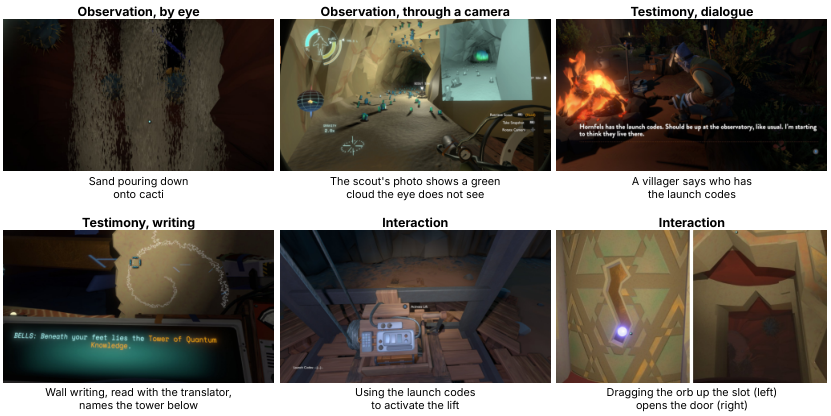 Observation, by eye
Observation, through a camera
Testimony, dialogue
Hornfels has the launch codes. Should be up at the observatory, like usual. I'm starting
to think they live there.
Sand pouring down
onto cacti
The scout's photo shows a green
cloud the eye does not see
A villager says who has
the launch codes
Testimony, writing
Interaction
Interaction
BELLS: Beneath your feet lies the Tower of Quantum
Knowledge.
Wall writing, read with the translator,
names the tower below
Using the launch codes
to activate the lift
Dragging the orb up the slot (left)
opens the door (right)